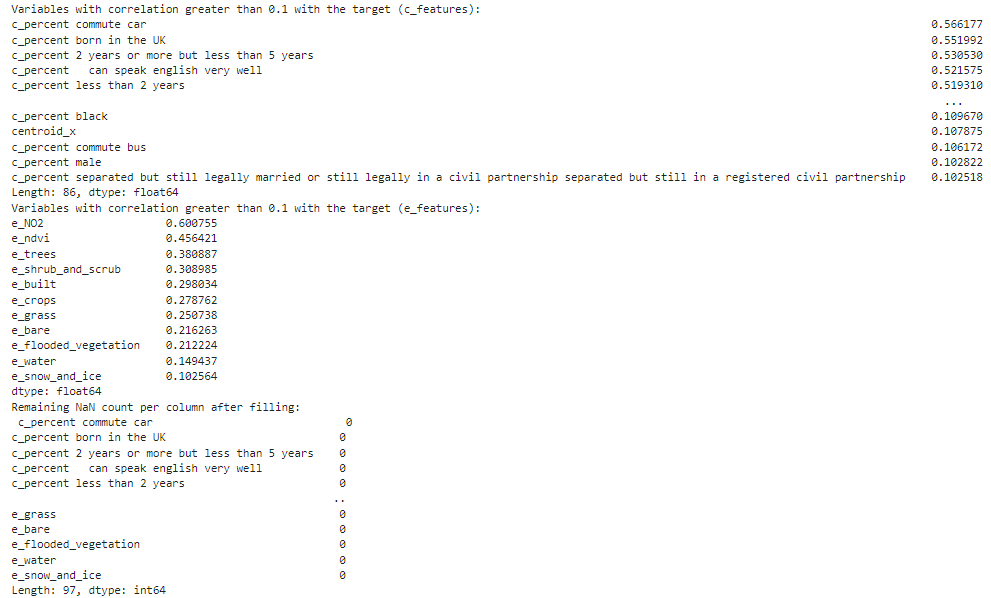 Variables with correlation greater than 0.1 with the target (c_features):
c_percent commute car 0.566177
c_percent born in the UK 0.551992
c_percent 2 years or more but less than 5 years 0.530530
c_percent   can speak english very well 0.521575
c_percent less than 2 years 0.519310
...
c_percent black 0.109670
centroid_x 0.107875
c_percent commute bus 0.106172
c_percent male 0.102822
c_percent separated but still legally married or still legally in a civil partnership separated but still in a registered civil partnership 0.102518
Length: 86, dtype: float64
Variables with correlation greater than 0.1 with the target (e_features):
e_NO2 0.600755
e_ndvi 0.456421
e_trees 0.380887
e_shrub_and_scrub 0.308985
e_built 0.298034
e_crops 0.278762
e_grass 0.250738
e_bare 0.216263
e_flooded_vegetation 0.212224
e_water 0.149437
e_snow_and_ice 0.102564
dtype: float64
Remaining NaN count per column after filling:
c_percent commute car 0
c_percent born in the UK 0
c_percent 2 years or more but less than 5 years 0
c_percent   can speak english very well 0
c_percent less than 2 years 0
..
e_grass 0
e_bare 0
e_flooded_vegetation 0
e_water 0
e_snow_and_ice 0
Length: 97, dtype: int64